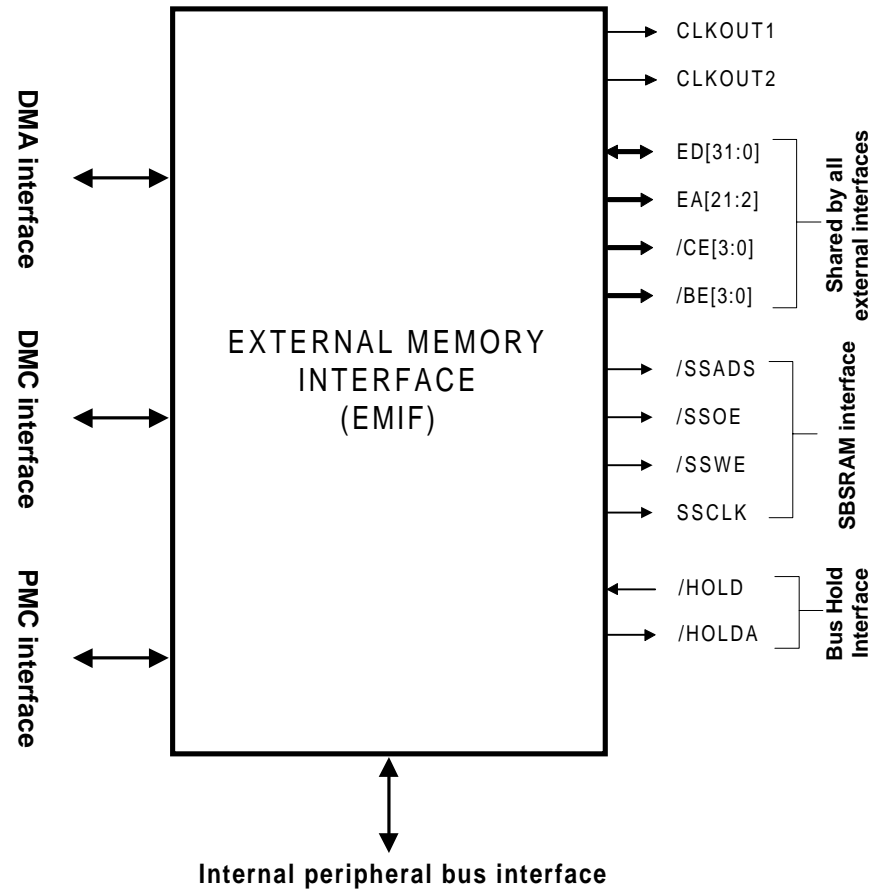 DMA interface
DMC interface
PMC interface
EXTERNAL MEMORY
INTERFACE
(EMIF)
CLKOUT1
CLKOUT2
ED[31:0]
EA[21:2]
/CE[3:0]
/BE[3:0]
Shared by all
external interfaces
/SSADS
/SSOE
/SSWE
SSCLK
SBSRAM interface
/HOLD
/HOLDA
Bus Hold
Interface
Internal peripheral bus interface